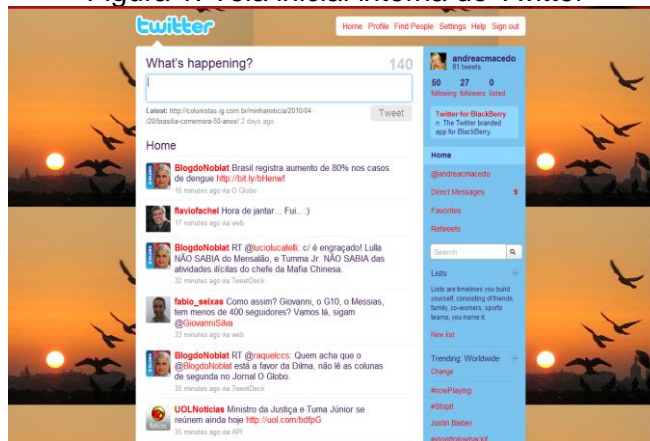 Figura 1: Tela inicial interna do Twitter
twitter
Home Profile Find People Settings Help Sign out
What's happening?
140
Latest: http://colunistas.ig.com.br/minhanoticia/2010/04
/20/brasilia-comemora-50-anos/ 2 days ago
Tweet
Home
BlogdoNoblat Brasil registra aumento de 80% nos casos
de dengue http://bit.ly/bHenwf
15 minutes ago via O Globo
flaviofachel Hora de jantar... Fui.. :)
17 minutes ago via web
BlogdoNoblat RT @luciolucatelli: c/ é engraçado! Lulla
NÃO SABIA do Mensalão, e Tumma Jr. NÃO SABIA das
atividades ilícitas do chefe da Mafia Chinesa.
32 minutes ago via TweetDeck
fabio_seixas Como assim? Giovanni, o G10, o Messias,
tem menos de 400 seguidores? Vamos lá, sigam
@GiovanniSilva
33 minutes ago via web
BlogdoNoblat RT @raquelccs: Quem acha que o
@BlogdoNoblat está a favor da Dilma, não lê as colunas
de segunda no Jornal O Globo.
35 minutes ago via TweetDeck
UOLNoticias Ministro da Justiça e Tuma Júnior se
reúnem ainda hoje http://uol.com/bdfpG
35 minutes ago via API
andreacmacedo
81 tweets
50 27 0
following followers listed
Twitter for BlackBerry
The Twitter branded
app for BlackBerry.
Home
@andreacmacedo
Direct Messages 9
Favorites
Retweets
Search
Lists
Lists are timelines you build
yourself, consisting of friends,
family, co-workers, sports
teams, you name it.
New list
Trending: Worldwide
Change
#nowPlaying
#StopIt
Justin Bieber